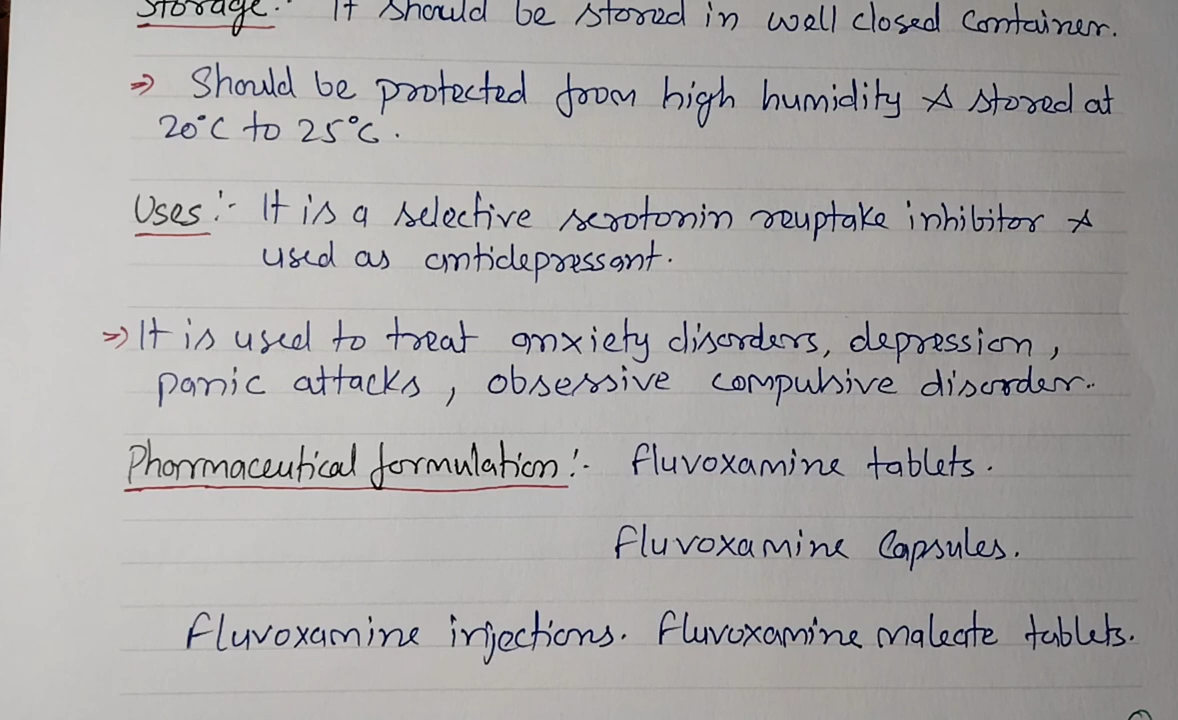 Storage:- It should be stored in well closed container.
⇒ Should be protected from high humidity & stored at
20°C to 25°C.
Uses:- It is a selective serotonin reuptake inhibitor &
used as antidepressant.
⇒ It is used to treat anxiety disorders, depression,
panic attacks, obsessive compulsive disorder.
Pharmaceutical formulation:- fluvoxamine tablets.
fluvoxamine Capsules.
fluvoxamine injections. fluvoxamine maleate tablets.